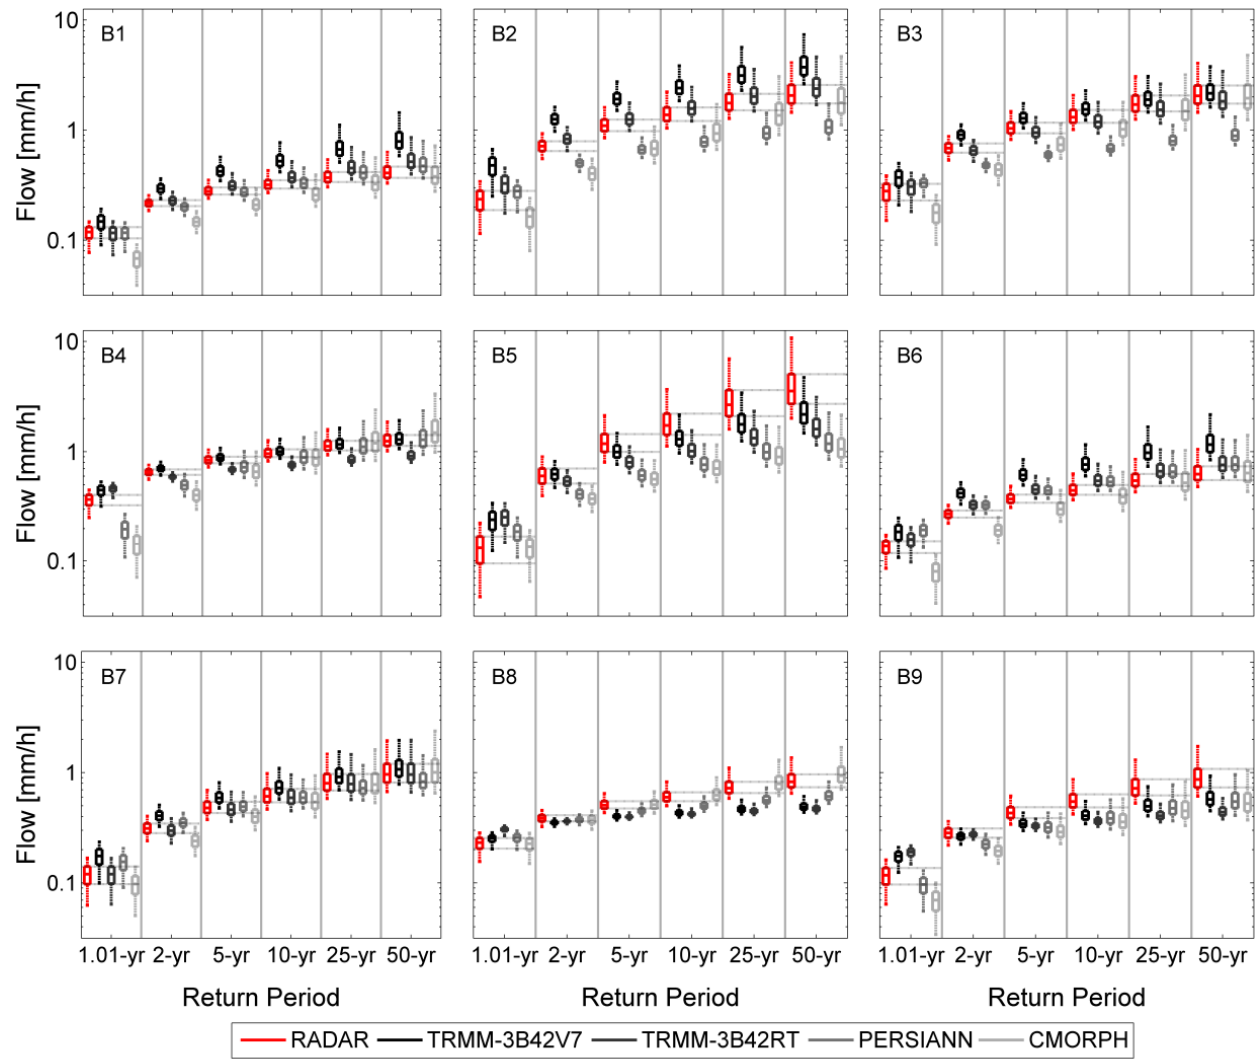 B1 B2 B3
10
1
0.1
Flow [mm/h]
B4 B5 B6
10
1
0.1
Flow [mm/h]
B7 B8 B9
10
1
0.1
Flow [mm/h]
1.01-yr 2-yr 5-yr 10-yr 25-yr 50-yr 1.01-yr 2-yr 5-yr 10-yr 25-yr 50-yr 1.01-yr 2-yr 5-yr 10-yr 25-yr 50-yr
Return Period Return Period Return Period
RADAR TRMM-3B42V7 TRMM-3B42RT PERSIANN CMORPH